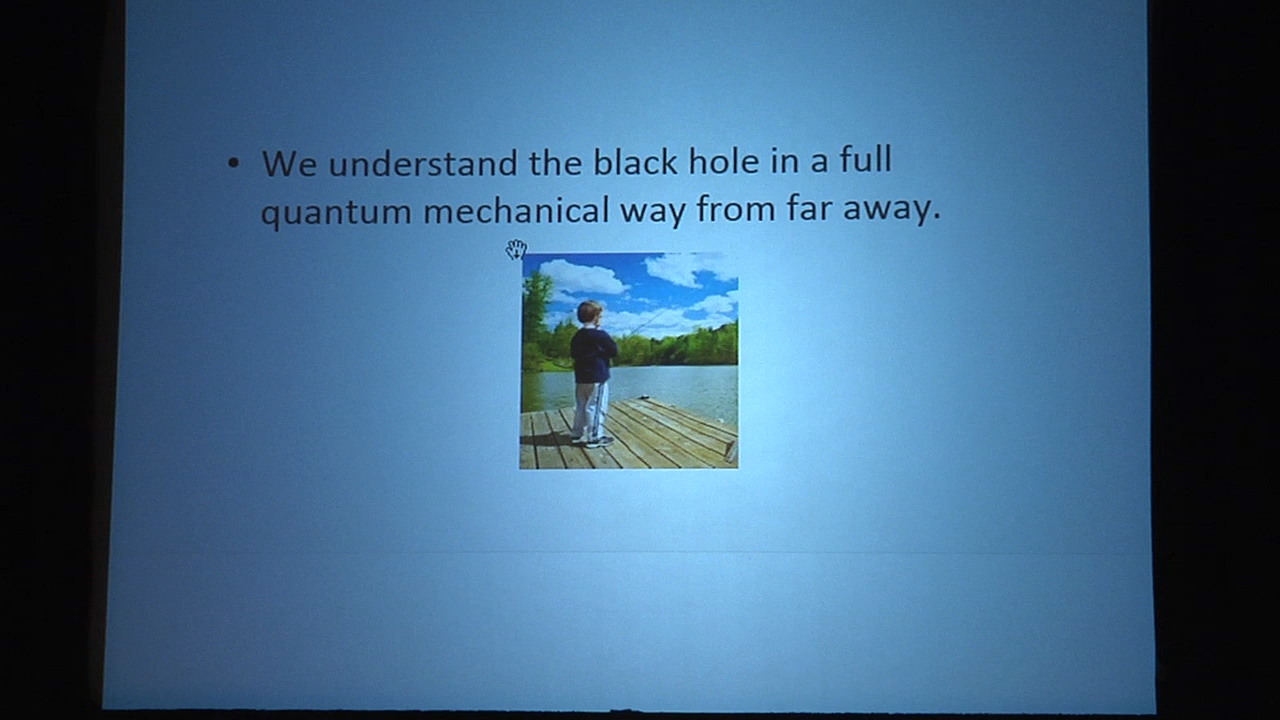 • We understand the black hole in a full
quantum mechanical way from far away.